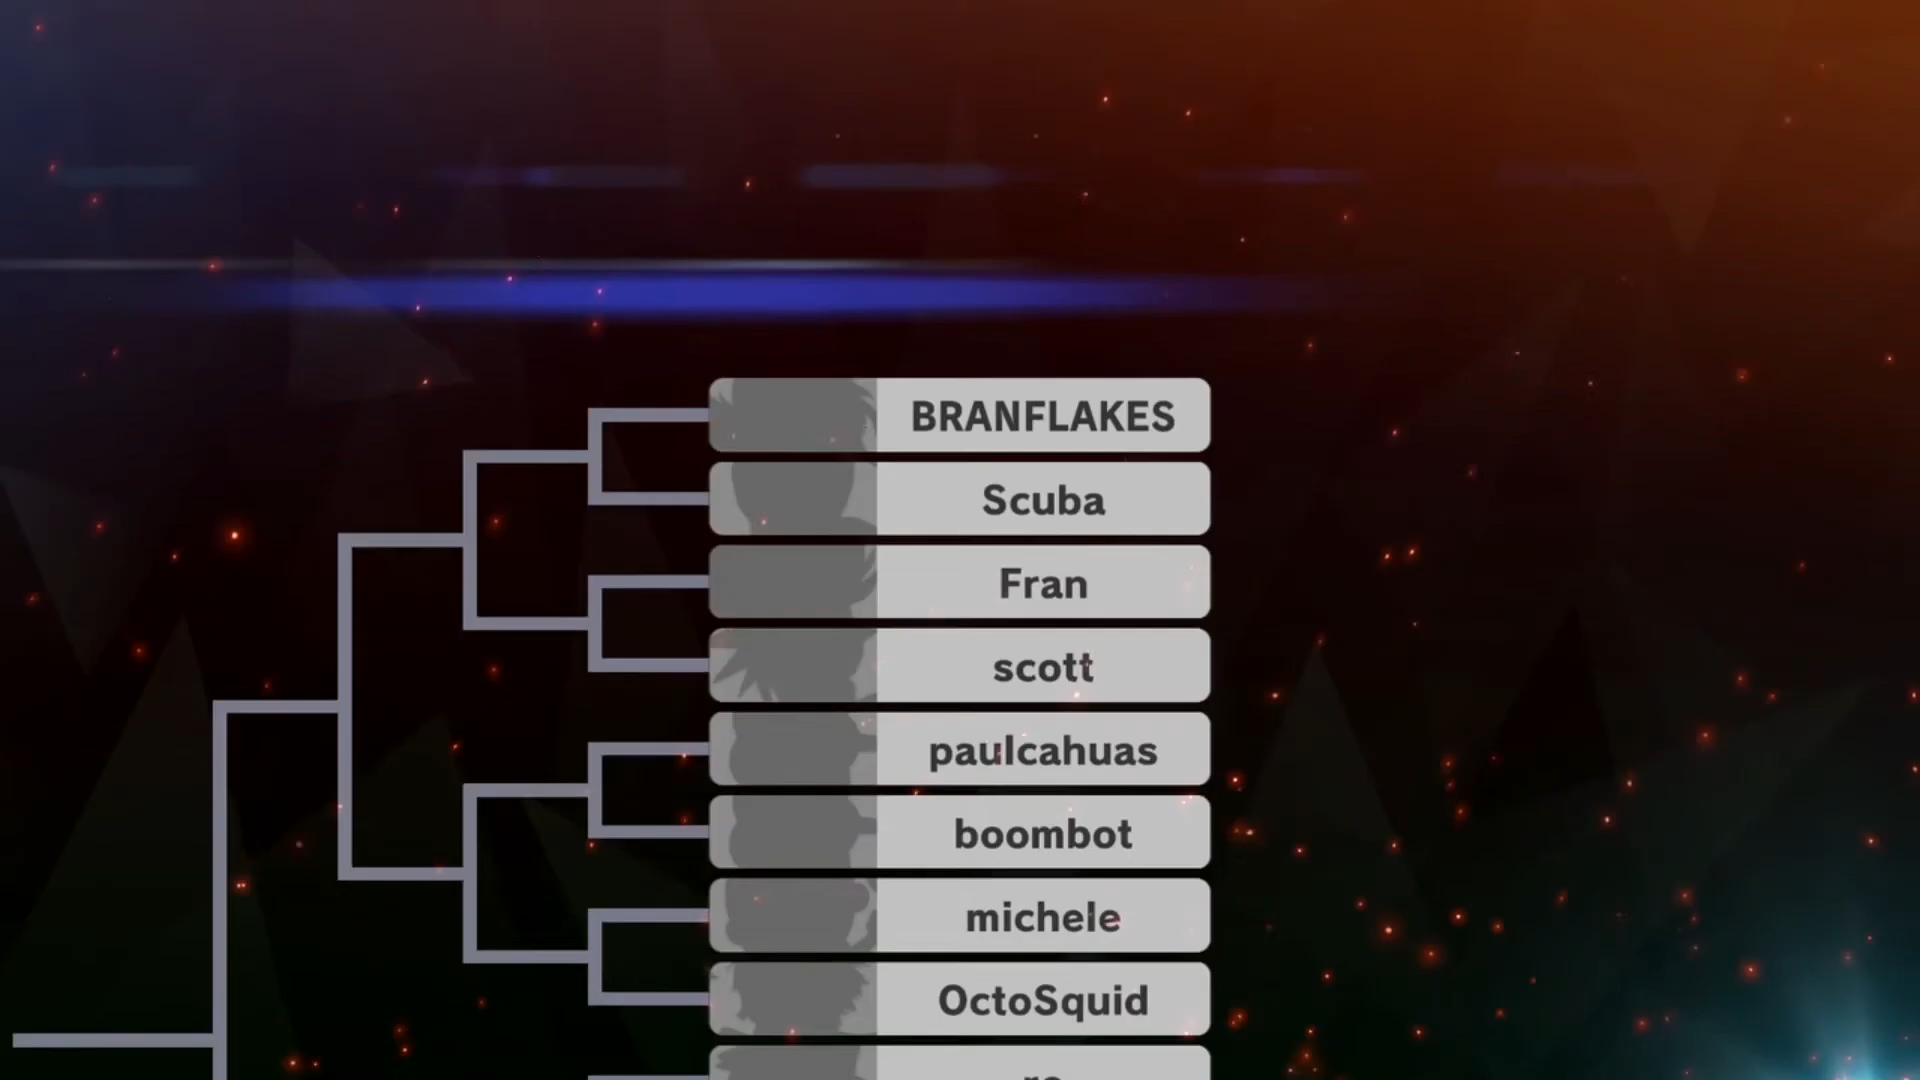 BRANFLAKES
Scuba
Fran
scott
paulcahuas
boombot
michele
OctoSquid